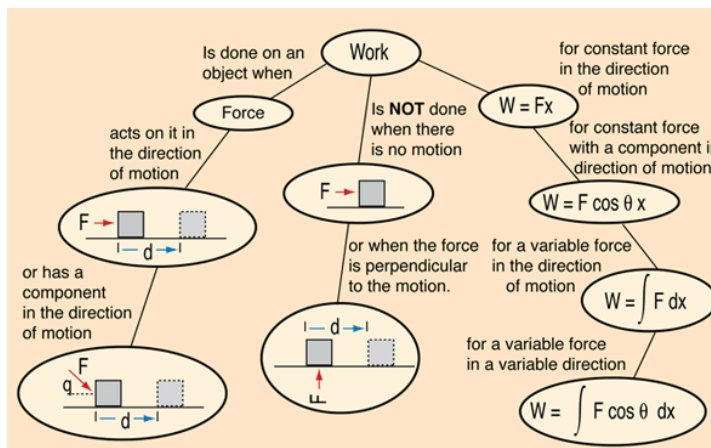 Work
Is done on an
object when
Force
acts on it in
the direction
of motion
F
d
or has a
component
in the direction
of motion
F
q
d
Is NOT done
when there
is no motion
F
or when the force
is perpendicular
to the motion.
d
F
for constant force
in the direction
of motion
W = Fx
for constant force
with a component i
direction of motion
W = F cos θ x
for a variable force
in the direction
of motion
W = ∫ F dx
for a variable force
in a variable direction
W = ∫ F cos θ dx